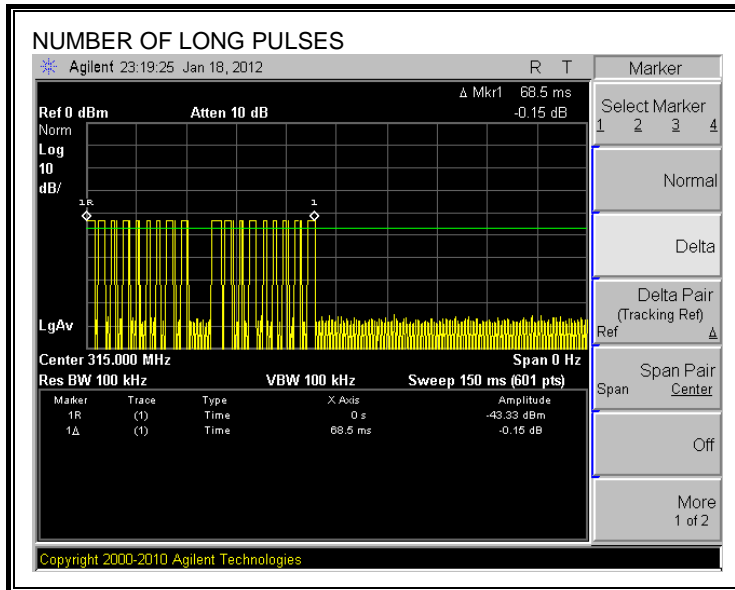 NUMBER OF LONG PULSES
Agilent 23:19:25 Jan 18, 2012 R T
Marker
Δ Mkr1 68.5 ms
Ref 0 dBm Atten 10 dB -0.15 dB
Norm
Log
10
dB/
1R 1
LgAv
Center 315.000 MHz Span 0 Hz
Res BW 100 kHz VBW 100 kHz Sweep 150 ms (601 pts)
Marker Trace Type X Axis Amplitude
1R (1) Time 0 s -43.33 dBm
1Δ (1) Time 68.5 ms -0.15 dB
Select Marker
1 2 3 4
Normal
Delta
Delta Pair
(Tracking Ref)
Ref Δ
Span Pair
Span Center
Off
More
1 of 2
Copyright 2000-2010 Agilent Technologies